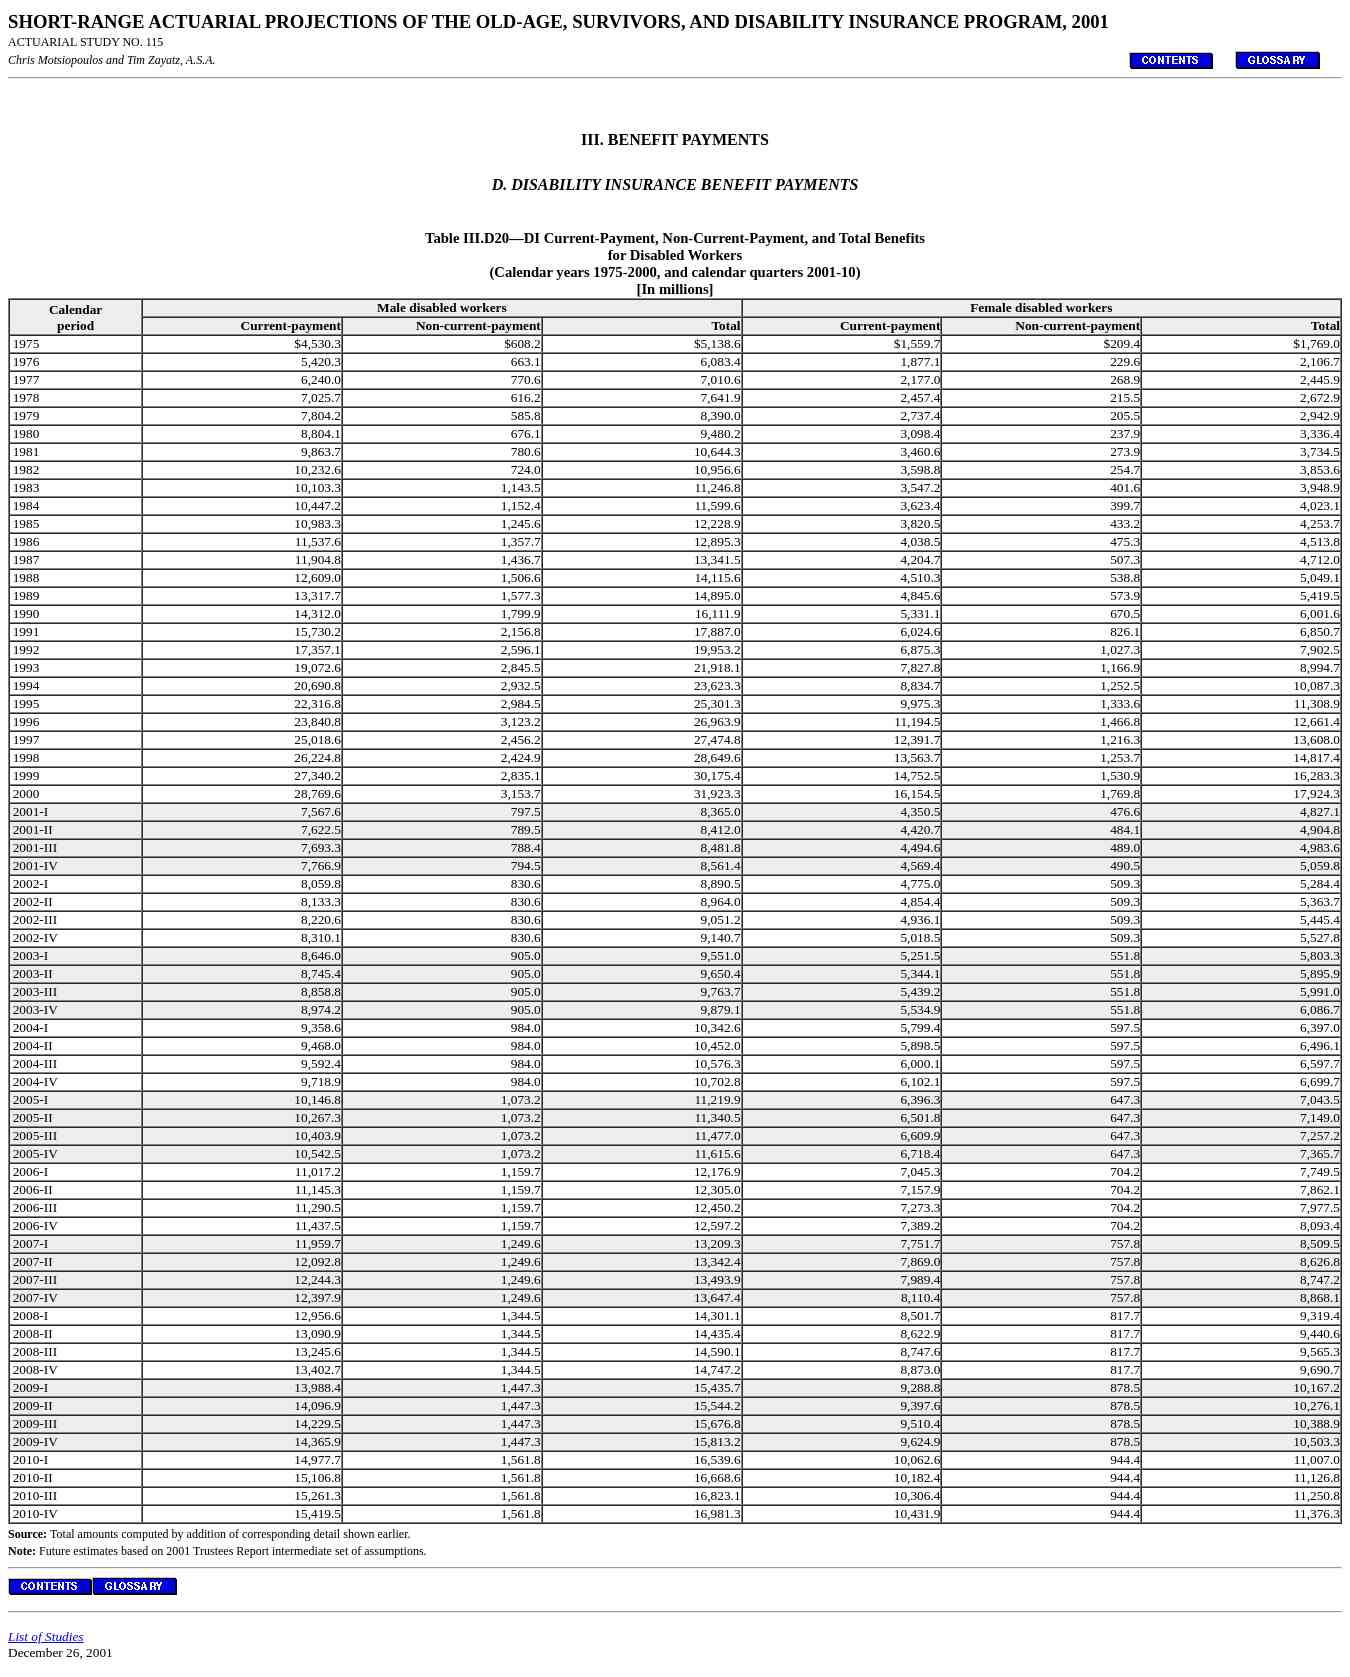 SHORT-RANGE ACTUARIAL PROJECTIONS OF THE OLD-AGE, SURVIVORS, AND DISABILITY INSURANCE PROGRAM, 2001
ACTUARIAL STUDY NO. 115
Chris Motsiopoulos and Tim Zayatz, A.S.A. CONTENTS GLOSSARY
III. BENEFIT PAYMENTS
D. DISABILITY INSURANCE BENEFIT PAYMENTS
Table III.D20—DI Current-Payment, Non-Current-Payment, and Total Benefits
for Disabled Workers
(Calendar years 1975-2000, and calendar quarters 2001-10)
[In millions]
Calendar period Male disabled workers Female disabled workers
Current-payment Non-current-payment Total Current-payment Non-current-payment Total
1975 $4,530.3 $608.2 $5,138.6 $1,559.7 $209.4 $1,769.0
1976 5,420.3 663.1 6,083.4 1,877.1 229.6 2,106.7
1977 6,240.0 770.6 7,010.6 2,177.0 268.9 2,445.9
1978 7,025.7 616.2 7,641.9 2,457.4 215.5 2,672.9
1979 7,804.2 585.8 8,390.0 2,737.4 205.5 2,942.9
1980 8,804.1 676.1 9,480.2 3,098.4 237.9 3,336.4
1981 9,863.7 780.6 10,644.3 3,460.6 273.9 3,734.5
1982 10,232.6 724.0 10,956.6 3,598.8 254.7 3,853.6
1983 10,103.3 1,143.5 11,246.8 3,547.2 401.6 3,948.9
1984 10,447.2 1,152.4 11,599.6 3,623.4 399.7 4,023.1
1985 10,983.3 1,245.6 12,228.9 3,820.5 433.2 4,253.7
1986 11,537.6 1,357.7 12,895.3 4,038.5 475.3 4,513.8
1987 11,904.8 1,436.7 13,341.5 4,204.7 507.3 4,712.0
1988 12,609.0 1,506.6 14,115.6 4,510.3 538.8 5,049.1
1989 13,317.7 1,577.3 14,895.0 4,845.6 573.9 5,419.5
1990 14,312.0 1,799.9 16,111.9 5,331.1 670.5 6,001.6
1991 15,730.2 2,156.8 17,887.0 6,024.6 826.1 6,850.7
1992 17,357.1 2,596.1 19,953.2 6,875.3 1,027.3 7,902.5
1993 19,072.6 2,845.5 21,918.1 7,827.8 1,166.9 8,994.7
1994 20,690.8 2,932.5 23,623.3 8,834.7 1,252.5 10,087.3
1995 22,316.8 2,984.5 25,301.3 9,975.3 1,333.6 11,308.9
1996 23,840.8 3,123.2 26,963.9 11,194.5 1,466.8 12,661.4
1997 25,018.6 2,456.2 27,474.8 12,391.7 1,216.3 13,608.0
1998 26,224.8 2,424.9 28,649.6 13,563.7 1,253.7 14,817.4
1999 27,340.2 2,835.1 30,175.4 14,752.5 1,530.9 16,283.3
2000 28,769.6 3,153.7 31,923.3 16,154.5 1,769.8 17,924.3
2001-I 7,567.6 797.5 8,365.0 4,350.5 476.6 4,827.1
2001-II 7,622.5 789.5 8,412.0 4,420.7 484.1 4,904.8
2001-III 7,693.3 788.4 8,481.8 4,494.6 489.0 4,983.6
2001-IV 7,766.9 794.5 8,561.4 4,569.4 490.5 5,059.8
2002-I 8,059.8 830.6 8,890.5 4,775.0 509.3 5,284.4
2002-II 8,133.3 830.6 8,964.0 4,854.4 509.3 5,363.7
2002-III 8,220.6 830.6 9,051.2 4,936.1 509.3 5,445.4
2002-IV 8,310.1 830.6 9,140.7 5,018.5 509.3 5,527.8
2003-I 8,646.0 905.0 9,551.0 5,251.5 551.8 5,803.3
2003-II 8,745.4 905.0 9,650.4 5,344.1 551.8 5,895.9
2003-III 8,858.8 905.0 9,763.7 5,439.2 551.8 5,991.0
2003-IV 8,974.2 905.0 9,879.1 5,534.9 551.8 6,086.7
2004-I 9,358.6 984.0 10,342.6 5,799.4 597.5 6,397.0
2004-II 9,468.0 984.0 10,452.0 5,898.5 597.5 6,496.1
2004-III 9,592.4 984.0 10,576.3 6,000.1 597.5 6,597.7
2004-IV 9,718.9 984.0 10,702.8 6,102.1 597.5 6,699.7
2005-I 10,146.8 1,073.2 11,219.9 6,396.3 647.3 7,043.5
2005-II 10,267.3 1,073.2 11,340.5 6,501.8 647.3 7,149.0
2005-III 10,403.9 1,073.2 11,477.0 6,609.9 647.3 7,257.2
2005-IV 10,542.5 1,073.2 11,615.6 6,718.4 647.3 7,365.7
2006-I 11,017.2 1,159.7 12,176.9 7,045.3 704.2 7,749.5
2006-II 11,145.3 1,159.7 12,305.0 7,157.9 704.2 7,862.1
2006-III 11,290.5 1,159.7 12,450.2 7,273.3 704.2 7,977.5
2006-IV 11,437.5 1,159.7 12,597.2 7,389.2 704.2 8,093.4
2007-I 11,959.7 1,249.6 13,209.3 7,751.7 757.8 8,509.5
2007-II 12,092.8 1,249.6 13,342.4 7,869.0 757.8 8,626.8
2007-III 12,244.3 1,249.6 13,493.9 7,989.4 757.8 8,747.2
2007-IV 12,397.9 1,249.6 13,647.4 8,110.4 757.8 8,868.1
2008-I 12,956.6 1,344.5 14,301.1 8,501.7 817.7 9,319.4
2008-II 13,090.9 1,344.5 14,435.4 8,622.9 817.7 9,440.6
2008-III 13,245.6 1,344.5 14,590.1 8,747.6 817.7 9,565.3
2008-IV 13,402.7 1,344.5 14,747.2 8,873.0 817.7 9,690.7
2009-I 13,988.4 1,447.3 15,435.7 9,288.8 878.5 10,167.2
2009-II 14,096.9 1,447.3 15,544.2 9,397.6 878.5 10,276.1
2009-III 14,229.5 1,447.3 15,676.8 9,510.4 878.5 10,388.9
2009-IV 14,365.9 1,447.3 15,813.2 9,624.9 878.5 10,503.3
2010-I 14,977.7 1,561.8 16,539.6 10,062.6 944.4 11,007.0
2010-II 15,106.8 1,561.8 16,668.6 10,182.4 944.4 11,126.8
2010-III 15,261.3 1,561.8 16,823.1 10,306.4 944.4 11,250.8
2010-IV 15,419.5 1,561.8 16,981.3 10,431.9 944.4 11,376.3
Source: Total amounts computed by addition of corresponding detail shown earlier.
Note: Future estimates based on 2001 Trustees Report intermediate set of assumptions.
CONTENTS GLOSSARY
List of Studies
December 26, 2001